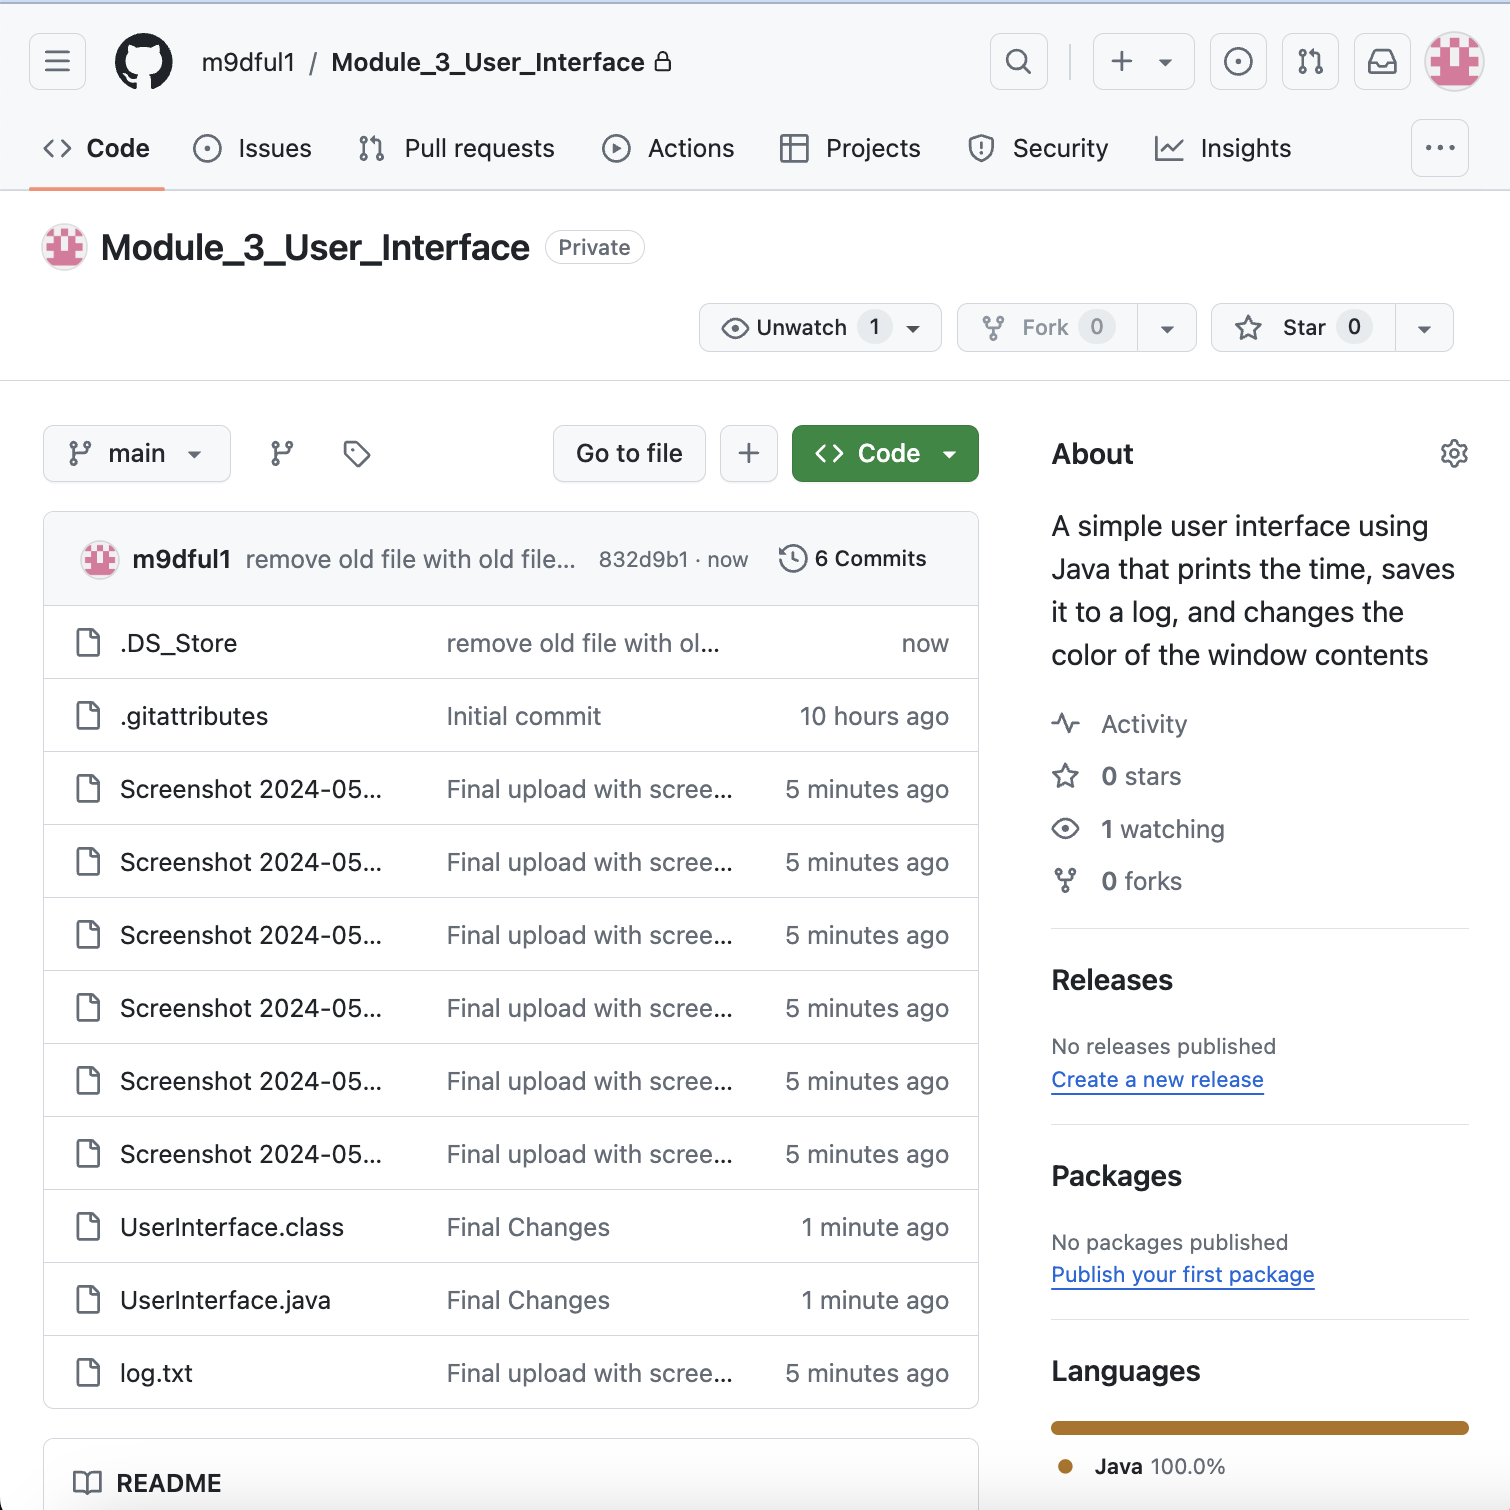 m9dful1 / Module_3_User_Interface
Code Issues Pull requests Actions Projects Security Insights
Module_3_User_Interface Private
Unwatch 1 Fork 0 Star 0
main Go to file Code
m9dful1 remove old file with old file... 832d9b1 · now 6 Commits
.DS_Store remove old file with ol... now
.gitattributes Initial commit 10 hours ago
Screenshot 2024-05... Final upload with scree... 5 minutes ago
Screenshot 2024-05... Final upload with scree... 5 minutes ago
Screenshot 2024-05... Final upload with scree... 5 minutes ago
Screenshot 2024-05... Final upload with scree... 5 minutes ago
Screenshot 2024-05... Final upload with scree... 5 minutes ago
Screenshot 2024-05... Final upload with scree... 5 minutes ago
UserInterface.class Final Changes 1 minute ago
UserInterface.java Final Changes 1 minute ago
log.txt Final upload with scree... 5 minutes ago
README
About
A simple user interface using
Java that prints the time, saves
it to a log, and changes the
color of the window contents
Activity
0 stars
1 watching
0 forks
Releases
No releases published
Create a new release
Packages
No packages published
Publish your first package
Languages
Java 100.0%